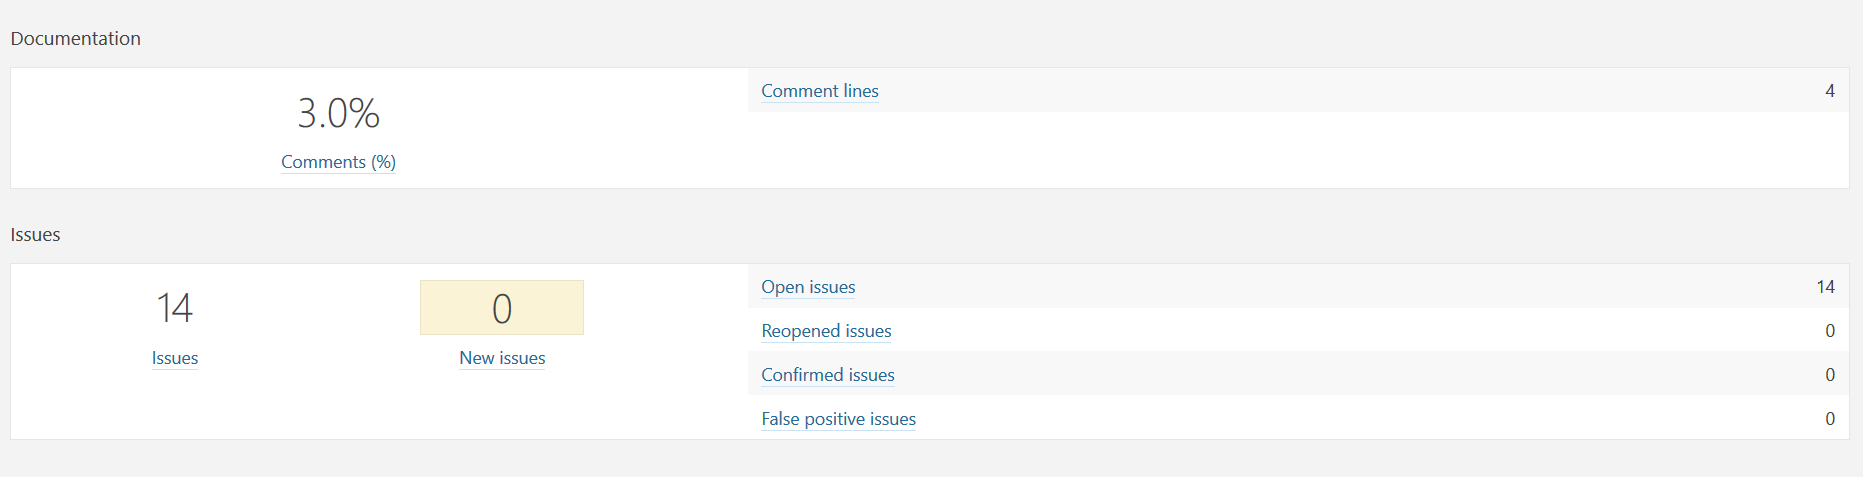 Documentation
3.0%
Comments (%)
Comment lines 4
Issues
14
Issues
0
New issues
Open issues 14
Reopened issues 0
Confirmed issues 0
False positive issues 0